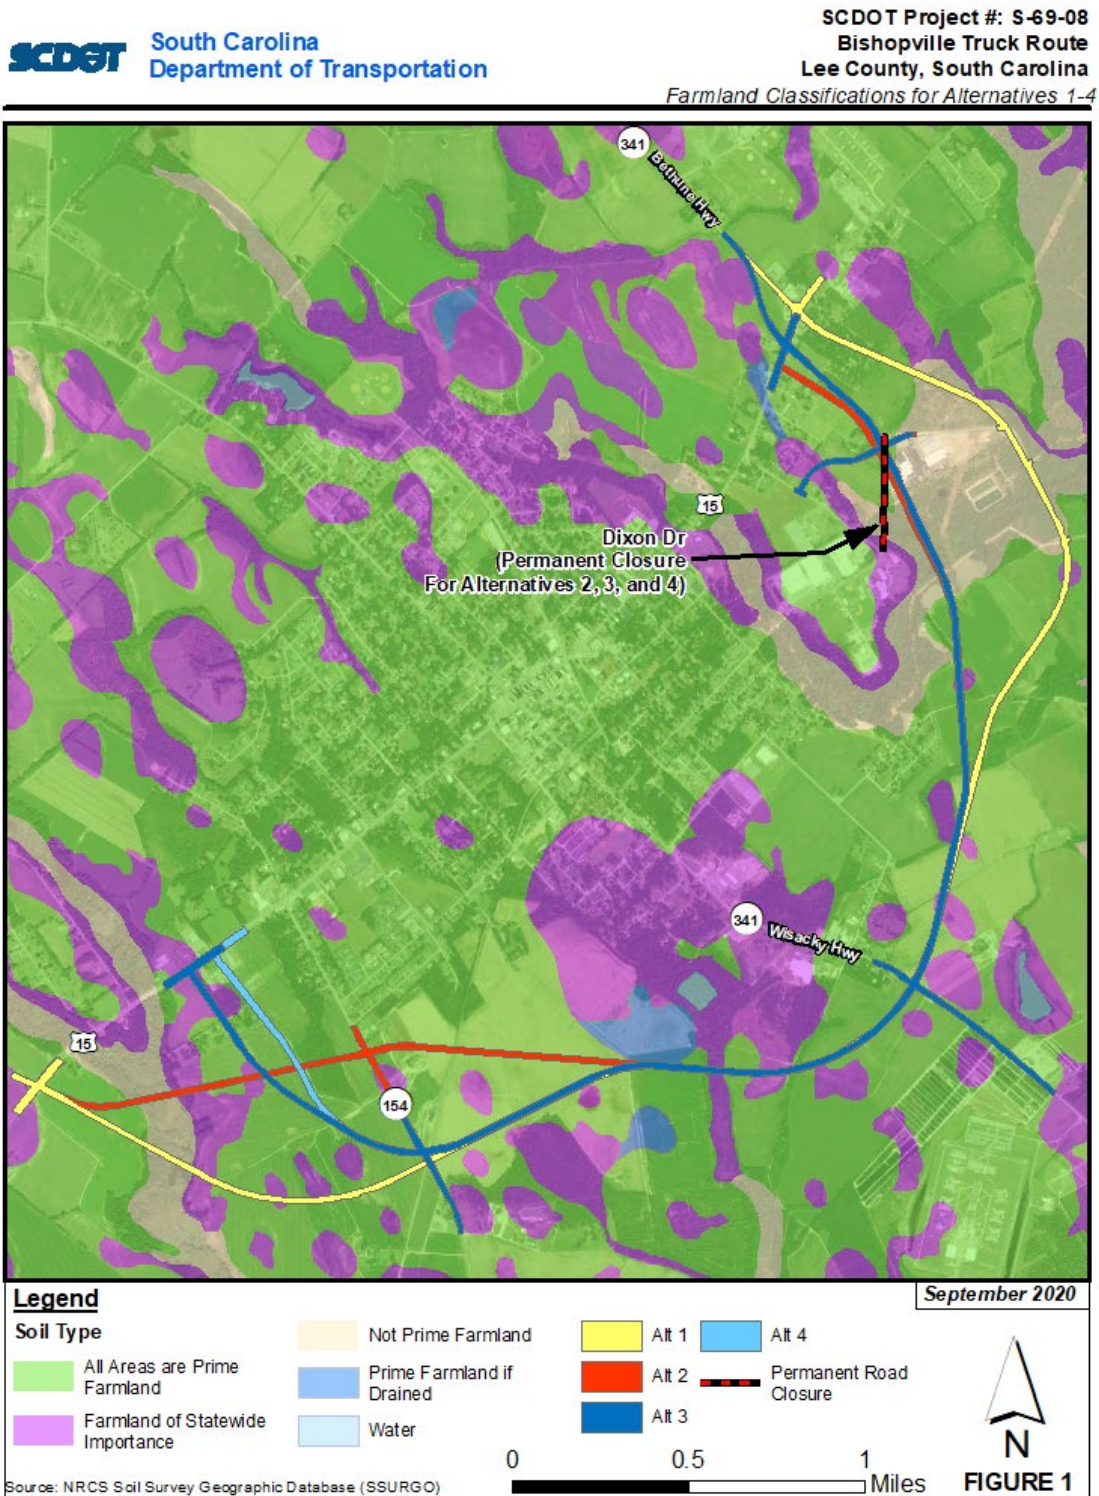 SCDOT
South Carolina
Department of Transportation
SCDOT Project #: S-69-08
Bishopville Truck Route
Lee County, South Carolina
Farmland Classifications for Alternatives 1-4
341
Bethune Hwy
15
Dixon Dr
(Permanent Closure
For Alternatives 2, 3, and 4)
341
Wisacky Hwy
15
154
Legend
September 2020
Soil Type
All Areas are Prime
Farmland
Farmland of Statewide
Importance
Not Prime Farmland
Prime Farmland if
Drained
Water
Alt 1
Alt 2
Alt 3
Alt 4
Permanent Road
Closure
0 0.5 1
Miles
N
FIGURE 1
Source: NRCS Soil Survey Geographic Database (SSURGO)